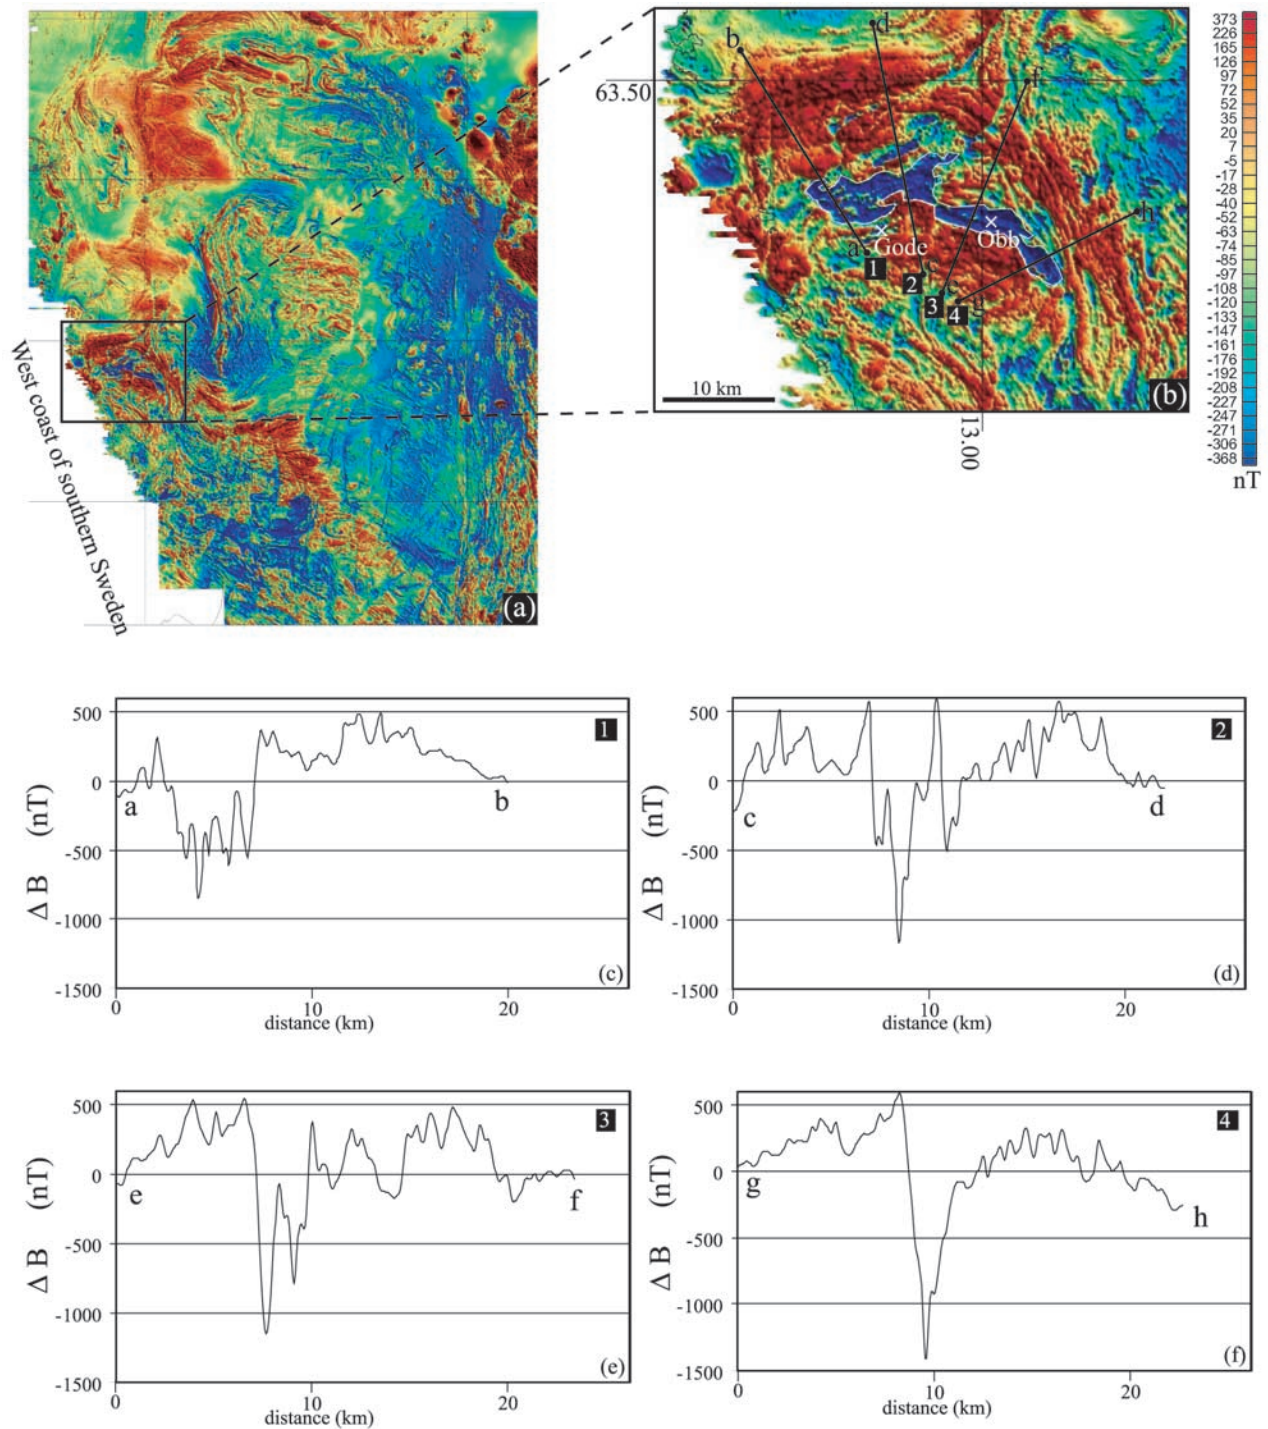 West coast of southern Sweden
(a)
63.50
b
d
f
h
a
Gode
Obb
c
e
g
1
2
3
4
10 km
(b)
13.00
373
226
165
126
97
72
52
35
20
7
-5
-17
-28
-40
-52
-63
-74
-85
-97
-108
-120
-133
-147
-161
-176
-192
-208
-227
-247
-271
-306
-368
nT
500
0
-500
-1000
-1500
Δ B (nT)
a
b
1
(c)
0
10
20
distance (km)
500
0
-500
-1000
-1500
Δ B (nT)
c
d
2
(d)
0
10
20
distance (km)
500
0
-500
-1000
-1500
Δ B (nT)
e
f
3
(e)
0
10
20
distance (km)
500
0
-500
-1000
-1500
Δ B (nT)
g
h
4
(f)
0
10
20
distance (km)